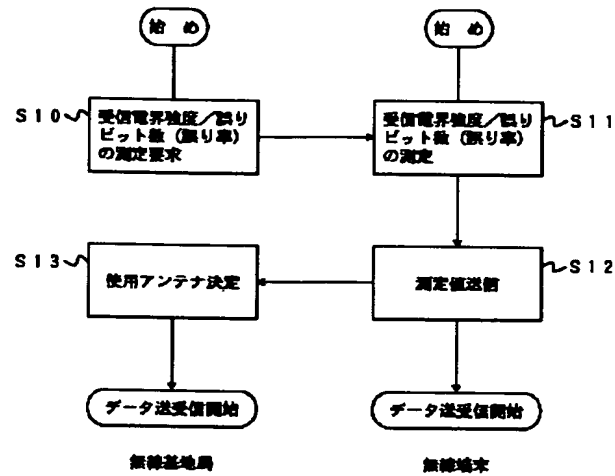 始め
始め
S10
受信電界強度／誤り
ビット数（誤り率）
の測定要求
受信電界強度／誤り
ビット数（誤り率）
の測定
S11
S13
使用アンテナ決定
測定値送信
S12
データ送受信開始
データ送受信開始
無線基地局
無線端末